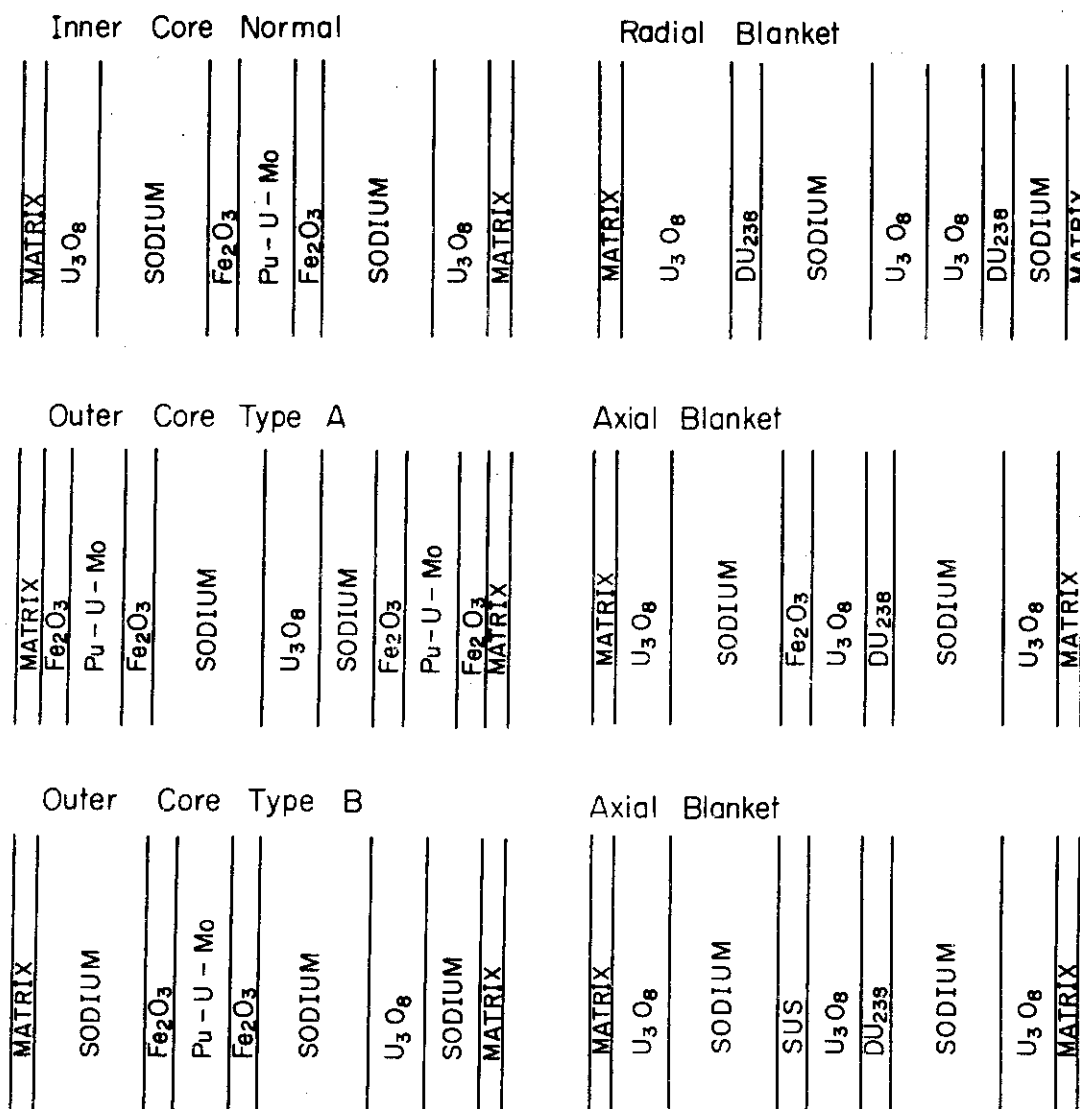 Inner Core Normal
MATRIX
U₃O₈
SODIUM
Fe₂O₃
Pu-U-Mo
Fe₂O₃
SODIUM
U₃O₈
MATRIX
Radial Blanket
MATRIX
U₃O₈
DU₂₃₈
SODIUM
U₃O₈
U₃O₈
DU₂₃₈
SODIUM
MATRIX
Outer Core Type A
MATRIX
Fe₂O₃
Pu-U-Mo
Fe₂O₃
SODIUM
U₃O₈
SODIUM
Fe₂O₃
Pu-U-Mo
Fe₂O₃
MATRIX
Axial Blanket
MATRIX
U₃O₈
SODIUM
Fe₂O₃
U₃O₈
DU₂₃₈
SODIUM
U₃O₈
MATRIX
Outer Core Type B
MATRIX
SODIUM
Fe₂O₃
Pu-U-Mo
Fe₂O₃
SODIUM
U₃O₈
SODIUM
MATRIX
Axial Blanket
MATRIX
U₃O₈
SODIUM
SUS
U₃O₈
DU₂₃₈
SODIUM
U₃O₈
MATRIX